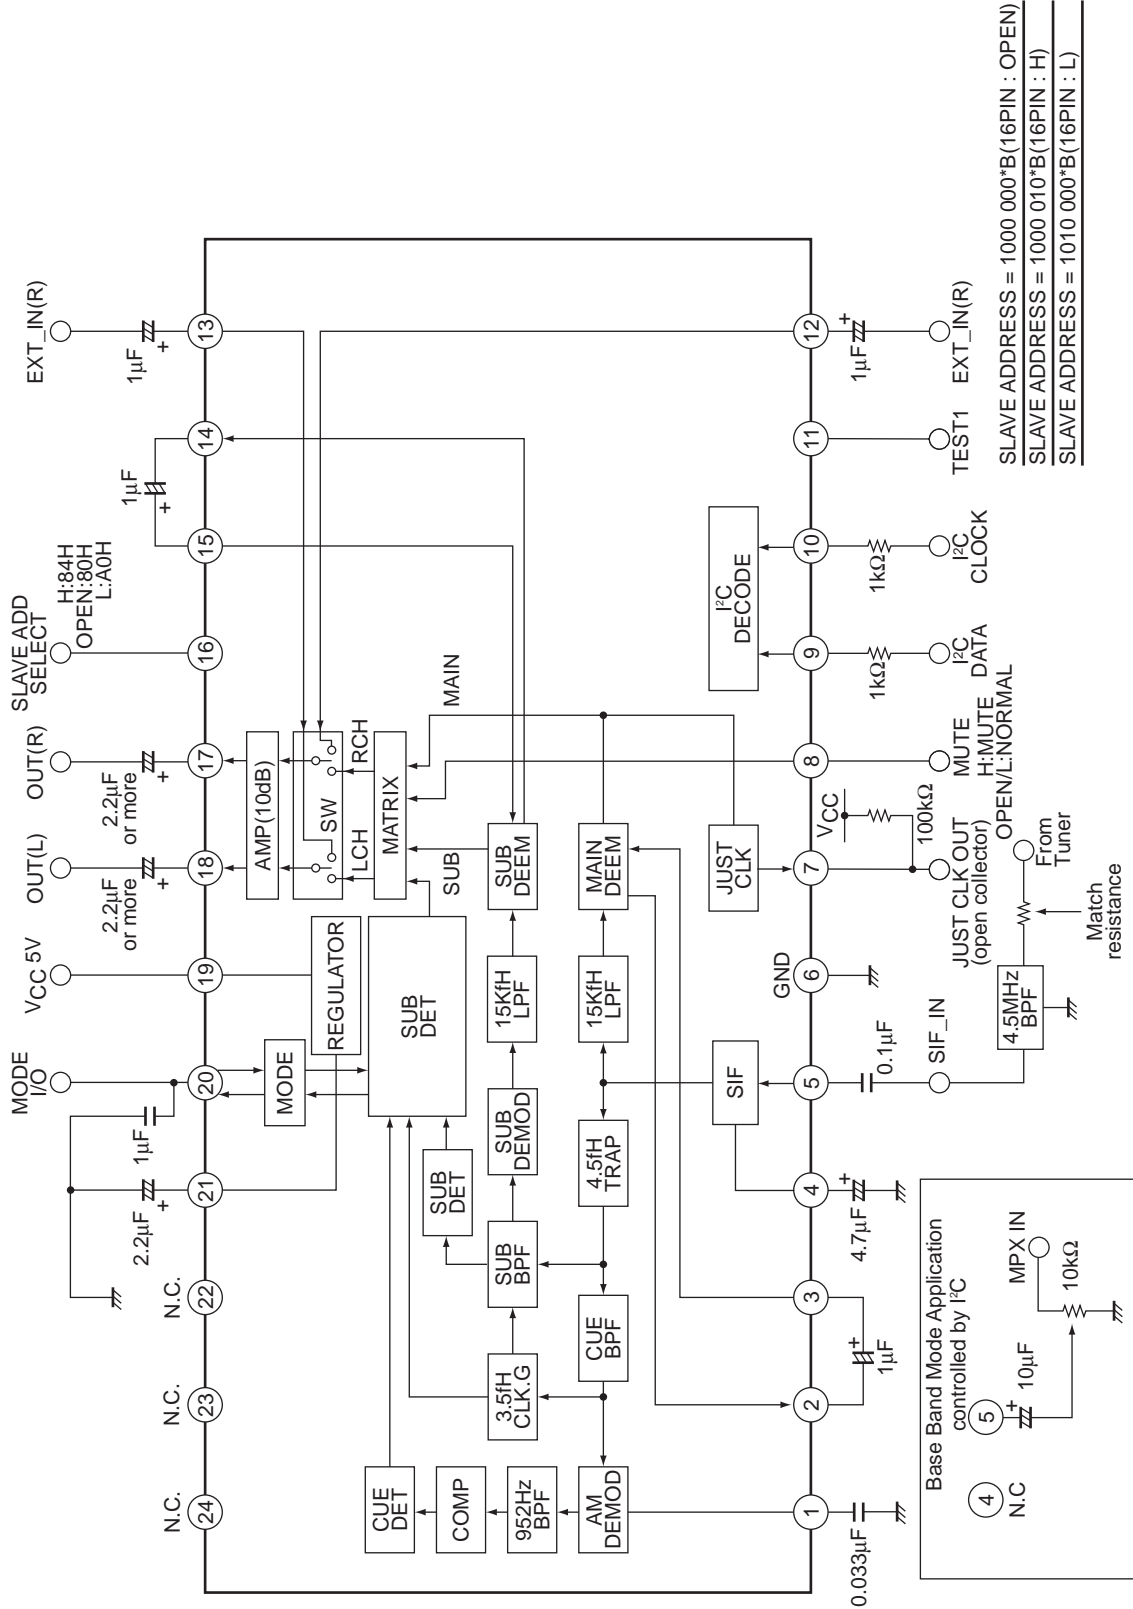 MODE
I/O
VCC 5V
OUT(L)
OUT(R)
SLAVE ADD
SELECT
H:84H
OPEN:80H
L:A0H
EXT_IN(R)
N.C.
N.C.
N.C.
2.2µF
+
1µF
2.2µF
or more
+
2.2µF
or more
+
1µF
+
1µF
+
24
23
22
21
20
19
18
17
16
15
14
13
CUE
DET
COMP
952Hz
BPF
AM
DEMOD
3.5fH
CLK.G
CUE
BPF
SUB
BPF
SUB
DET
MODE
REGULATOR
SUB
DET
SUB
DEMOD
4.5fH
TRAP
15KfH
LPF
15KfH
LPF
SIF
AMP(10dB)
SW
LCH
RCH
MATRIX
SUB
MAIN
SUB
DEEM
MAIN
DEEM
JUST
CLK
I²C
DECODE
1
2
3
4
5
6
7
8
9
10
11
12
0.033µF
+
1µF
4.7µF
+
0.1µF
SIF_IN
GND
VCC
100kΩ
JUST CLK OUT
(open collector)
MUTE
H:MUTE
OPEN/L:NORMAL
1kΩ
I²C
DATA
1kΩ
I²C
CLOCK
TEST1
+
1µF
EXT_IN(R)
4.5MHz
BPF
From
Tuner
Match
resistance
Base Band Mode Application
controlled by I²C
4
N.C
5
+
10µF
MPX IN
10kΩ
SLAVE ADDRESS = 1000 000*B(16PIN : OPEN)
SLAVE ADDRESS = 1000 010*B(16PIN : H)
SLAVE ADDRESS = 1010 000*B(16PIN : L)